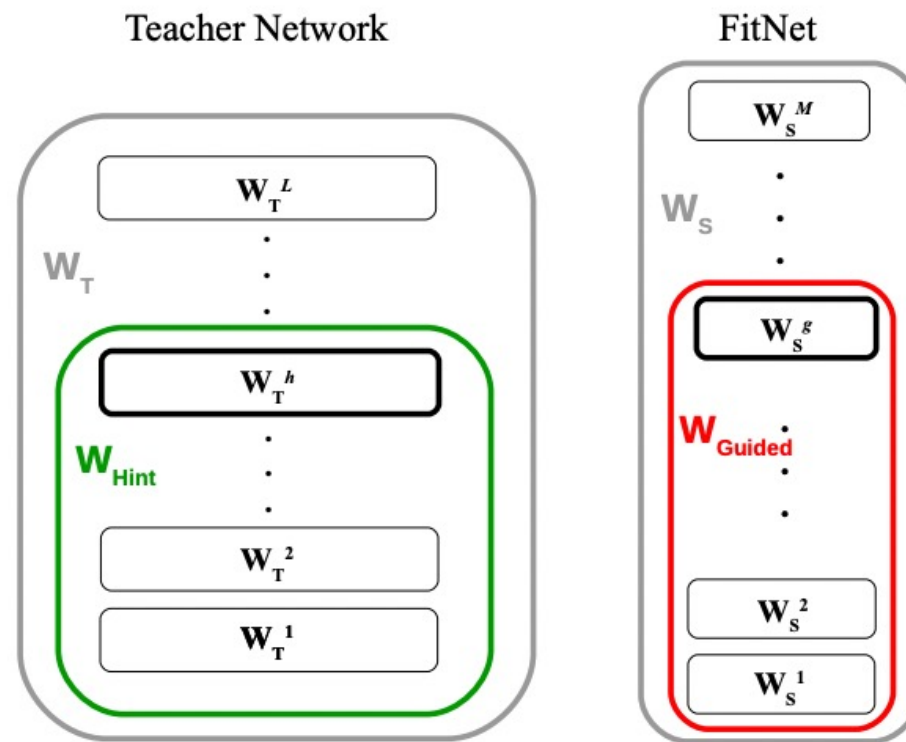 Teacher Network
W_T^L
W_T
W_T^h
W_Hint
W_T^2
W_T^1
FitNet
W_S^M
W_S
W_S^g
W_Guided
W_S^2
W_S^1